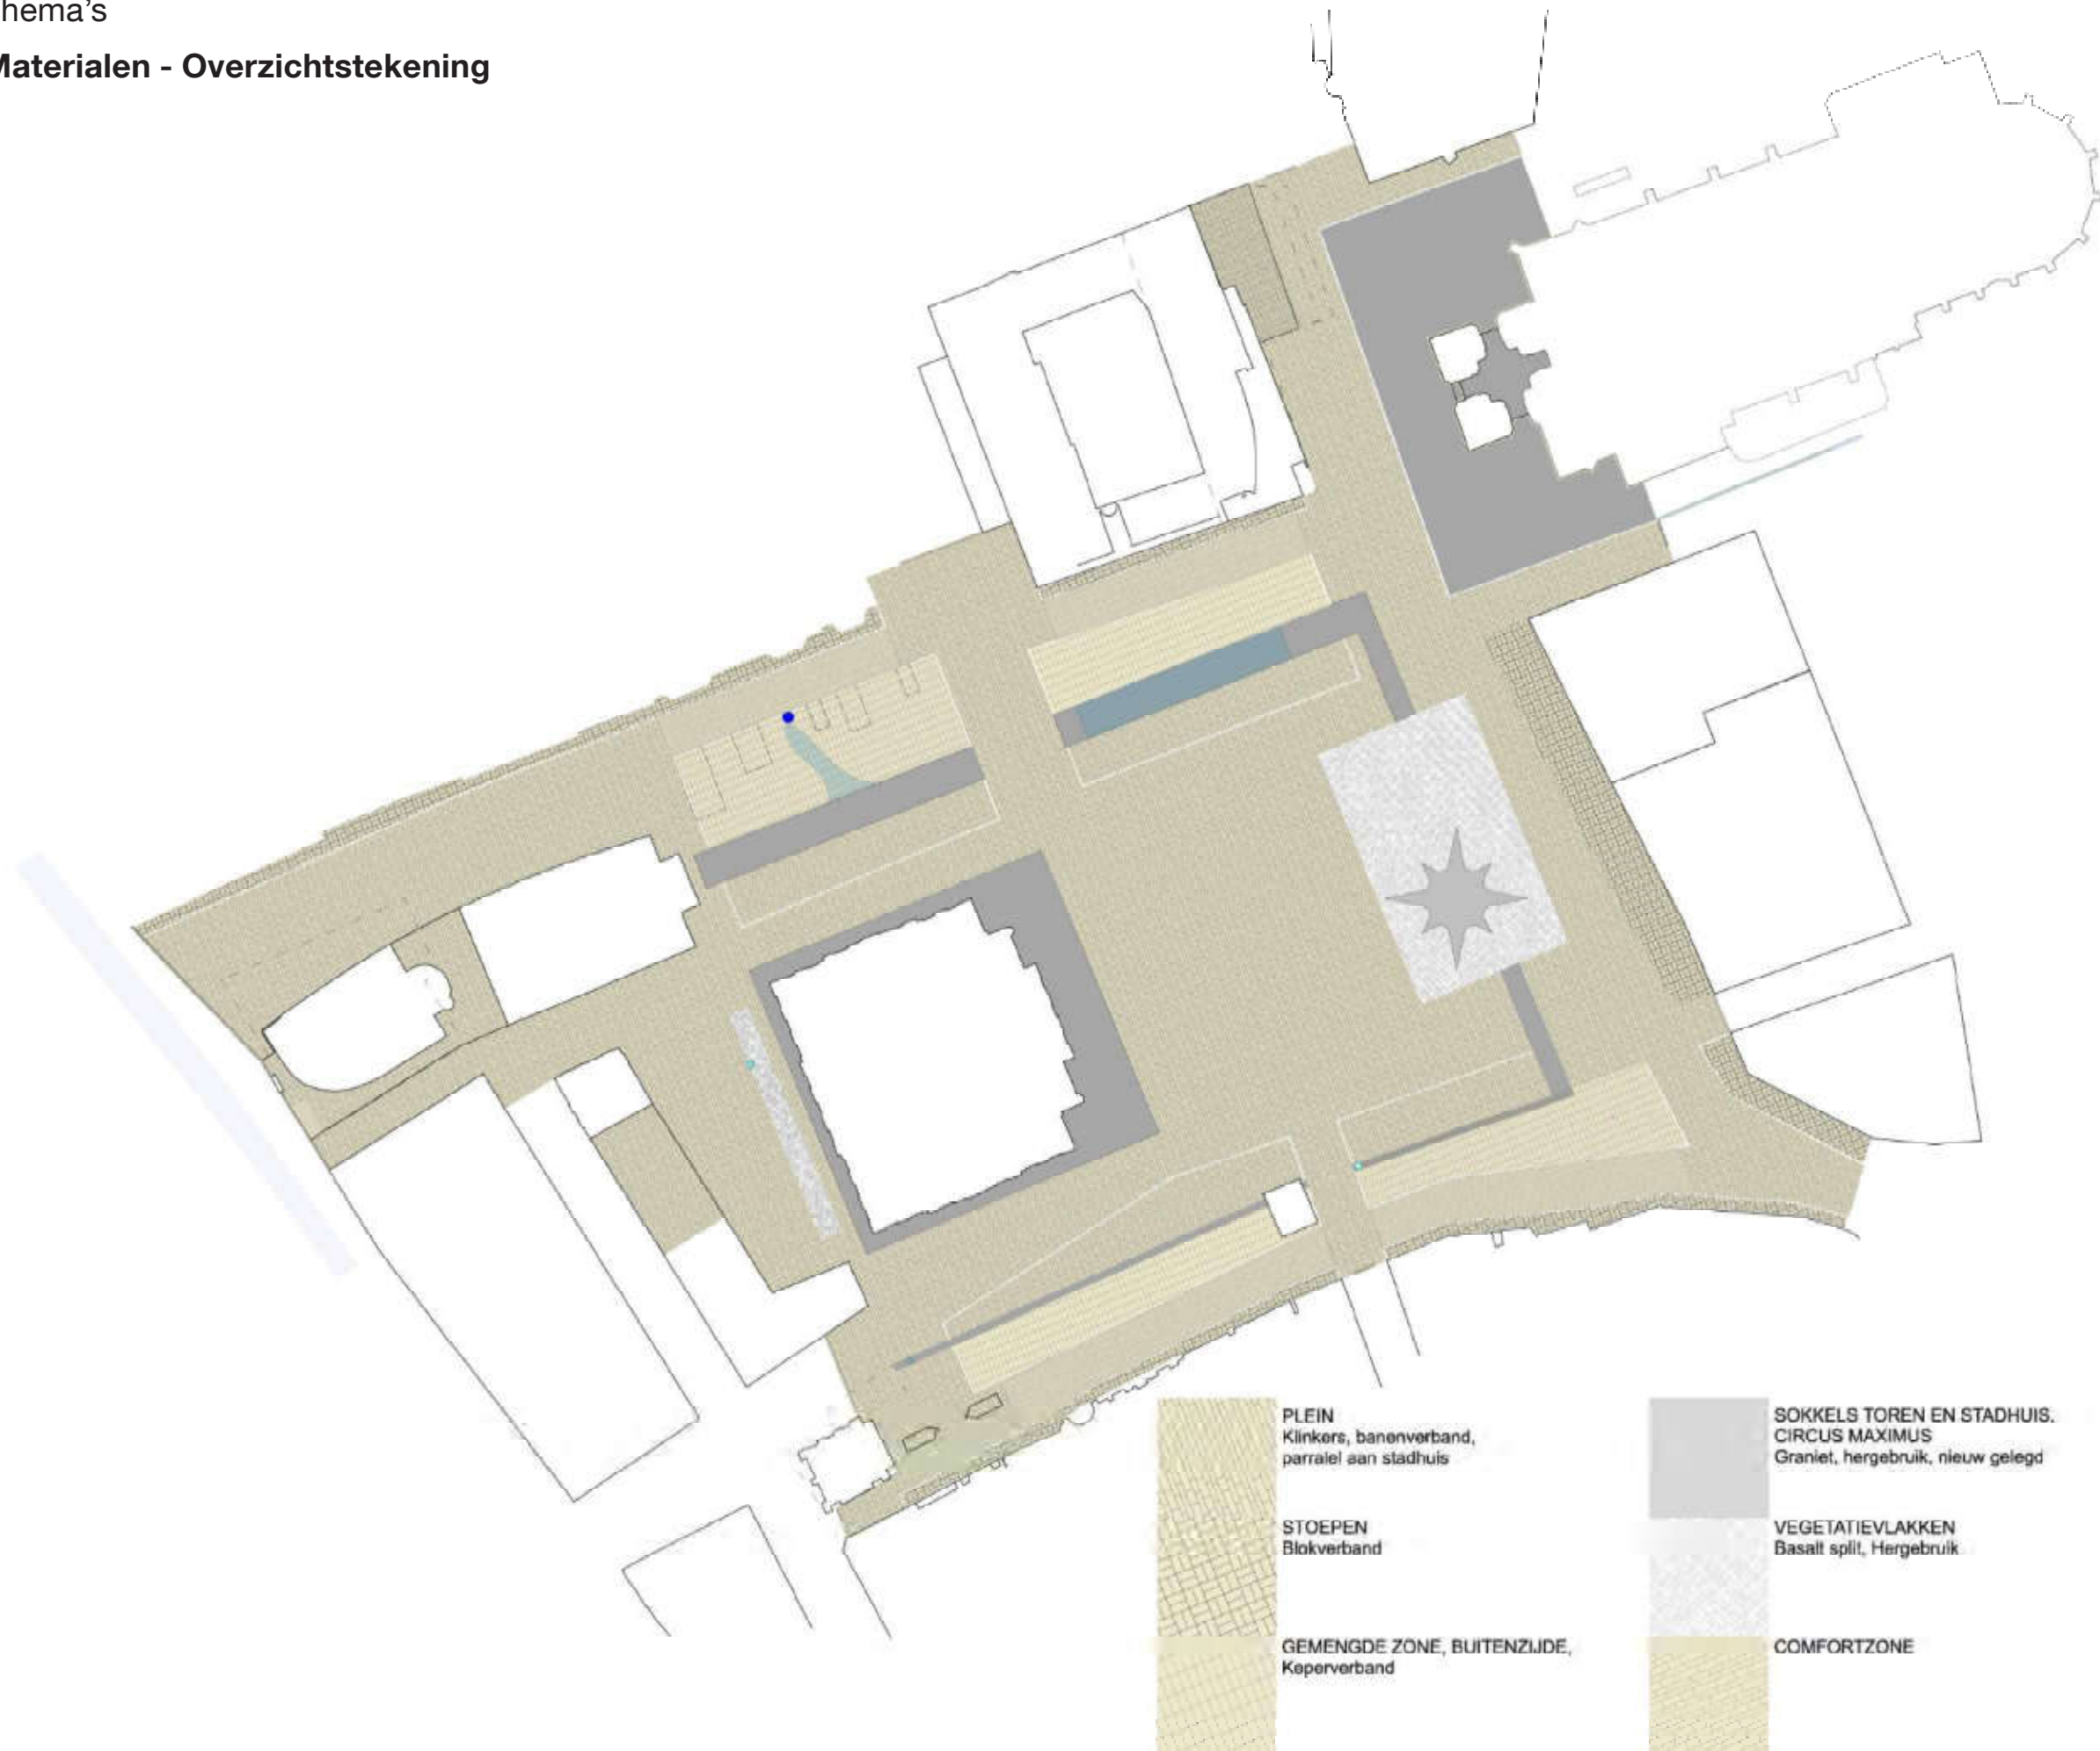 hema's
Materialen - Overzichtstekening
PLEIN
Klinkers, banenverband,
parralel aan stadhuis
STOEPEN
Blokverband
GEMENGDE ZONE, BUITENZIJDE,
Keperverband
SOKKELS TOREN EN STADHUIS.
CIRCUS MAXIMUS
Graniet, hergebruik, nieuw gelegd
VEGETATIEVLAKKEN
Basalt split, Hergebruik
COMFORTZONE